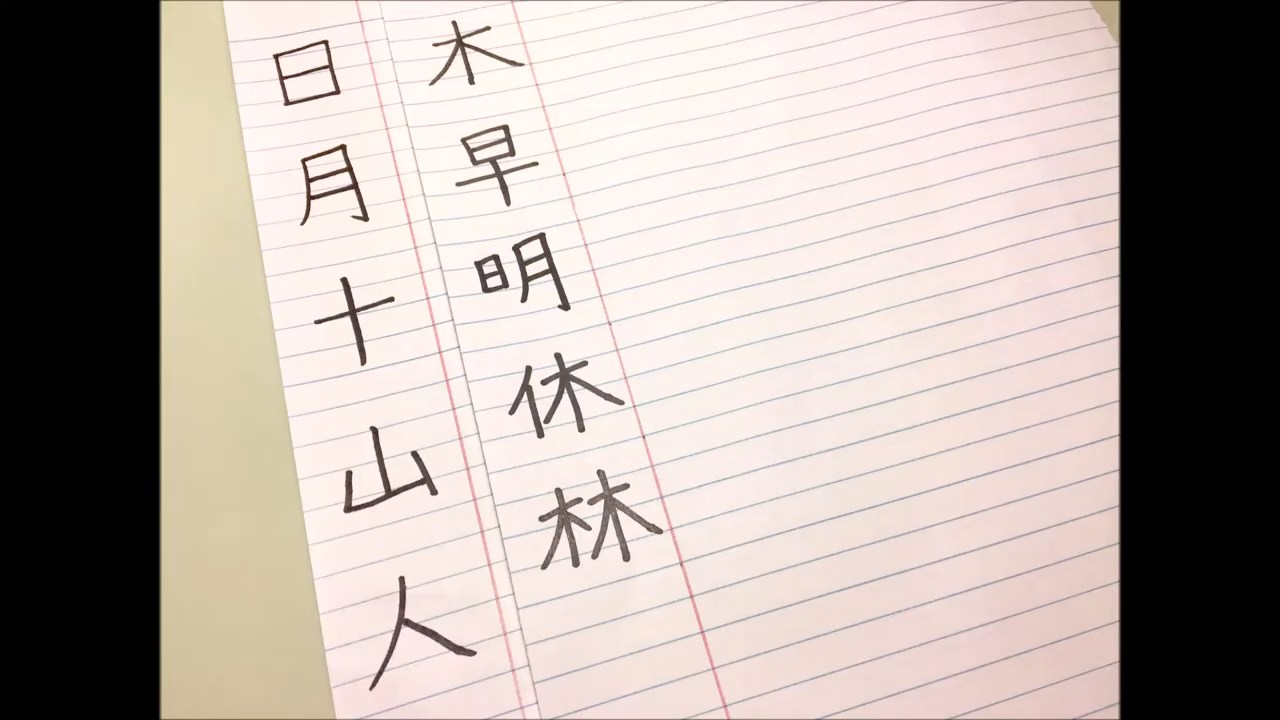 日
月
十
山
人
木
早
明
休
林